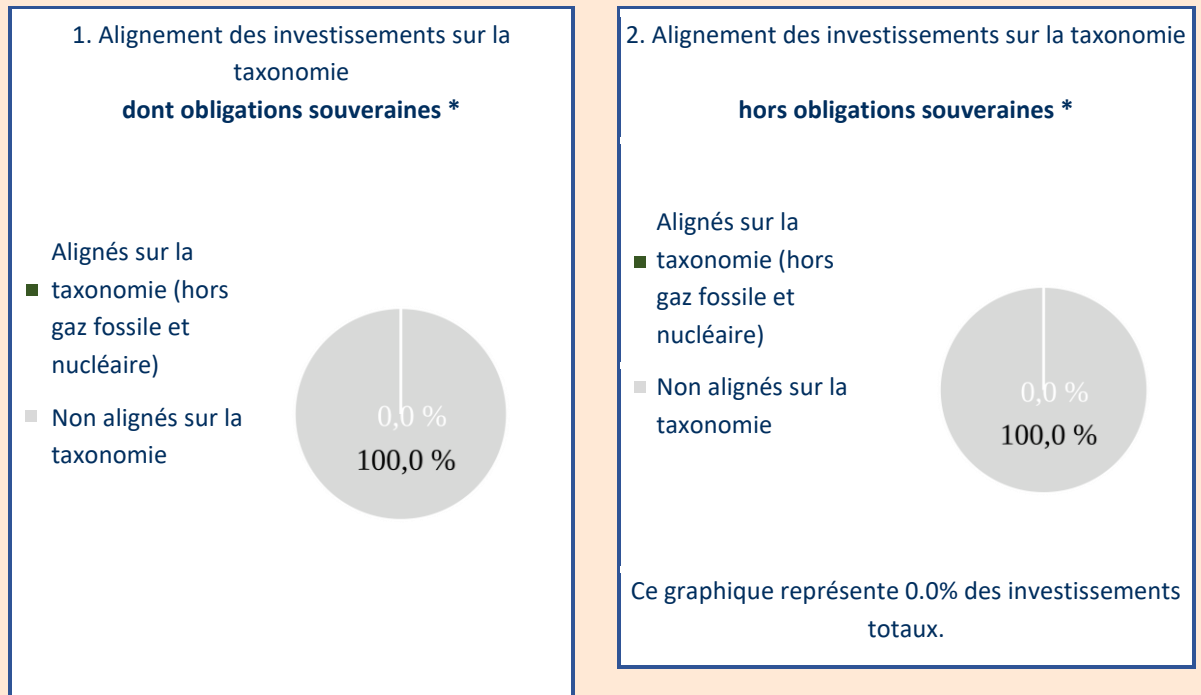 1. Alignement des investissements sur la
taxonomie
dont obligations souveraines *
Alignés sur la
taxonomie (hors
gaz fossile et
nucléaire)
Non alignés sur la
taxonomie
0,0 %
100,0 %
2. Alignement des investissements sur la taxonomie
hors obligations souveraines *
Alignés sur la
taxonomie (hors
gaz fossile et
nucléaire)
Non alignés sur la
taxonomie
0,0 %
100,0 %
Ce graphique représente 0.0% des investissements
totaux.